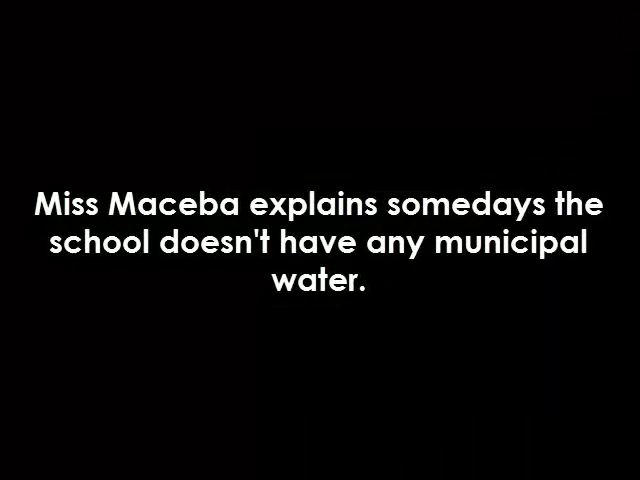 Miss Maceba explains somedays the
school doesn't have any municipal
water.